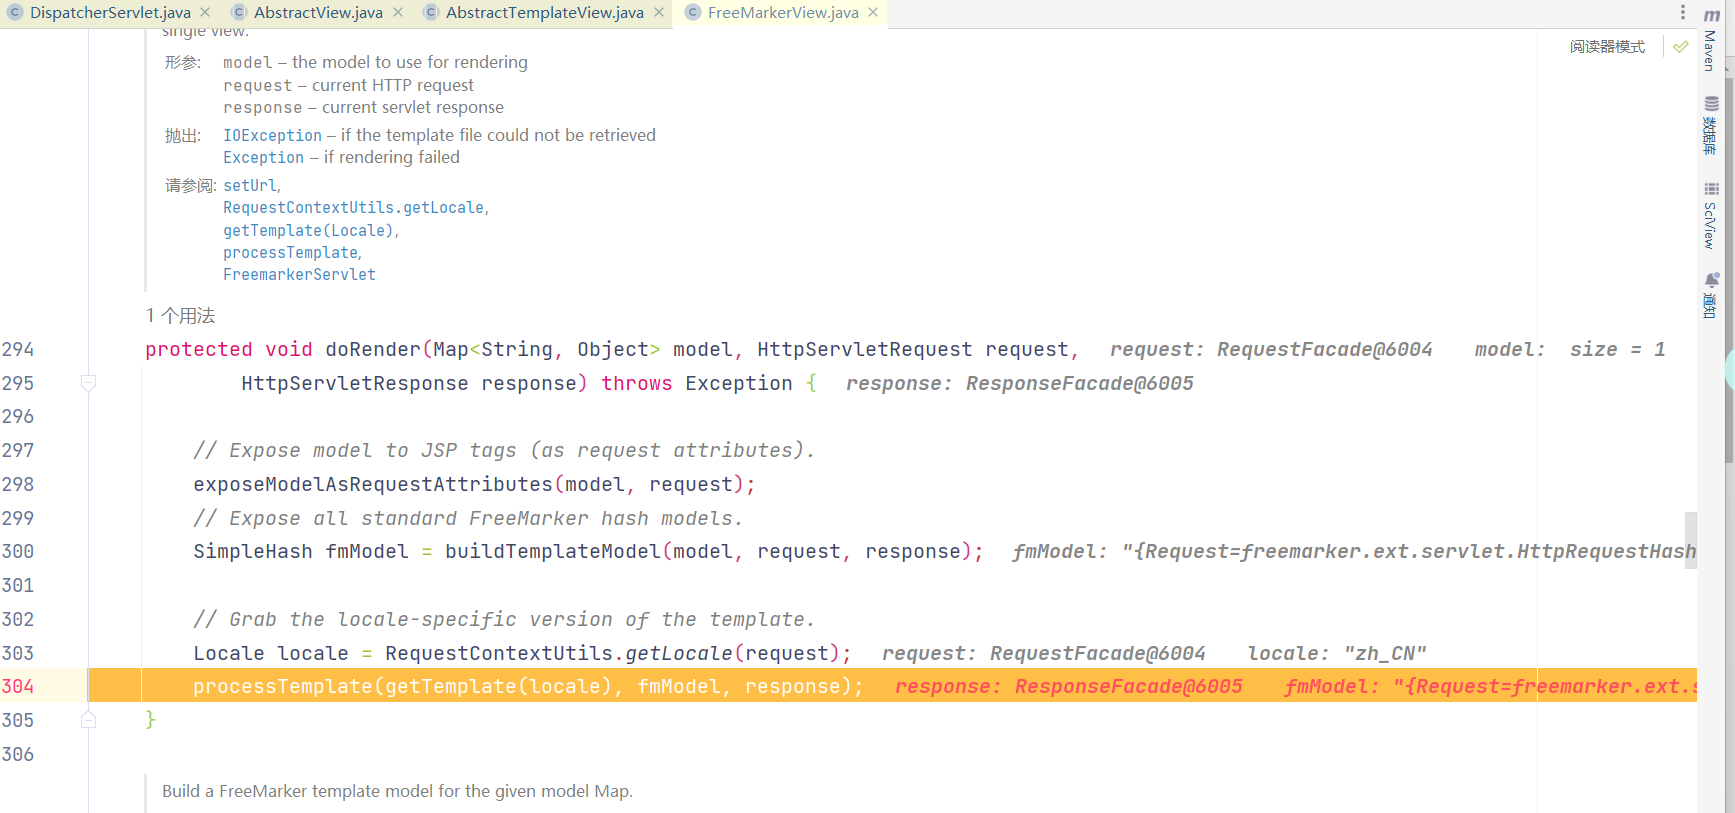 DispatcherServlet.java
AbstractView.java
AbstractTemplateView.java
FreeMarkerView.java
single view.
阅读器模式
形参: model – the model to use for rendering
request – current HTTP request
response – current servlet response
抛出: IOException – if the template file could not be retrieved
Exception – if rendering failed
请参阅: setUrl,
RequestContextUtils.getLocale,
getTemplate(Locale),
processTemplate,
FreemarkerServlet
1 个用法
294 protected void doRender(Map<String, Object> model, HttpServletRequest request, request: RequestFacade@6004 model: size = 1
295 HttpServletResponse response) throws Exception { response: ResponseFacade@6005
296
297 // Expose model to JSP tags (as request attributes).
298 exposeModelAsRequestAttributes(model, request);
299 // Expose all standard FreeMarker hash models.
300 SimpleHash fmModel = buildTemplateModel(model, request, response); fmModel: "{Request=freemarker.ext.servlet.HttpRequestHash
301
302 // Grab the locale-specific version of the template.
303 Locale locale = RequestContextUtils.getLocale(request); request: RequestFacade@6004 locale: "zh_CN"
304 processTemplate(getTemplate(locale), fmModel, response); response: ResponseFacade@6005 fmModel: "{Request=freemarker.ext.s
305 }
306
Build a FreeMarker template model for the given model Map.
m
Maven
数据库
SciView
通知